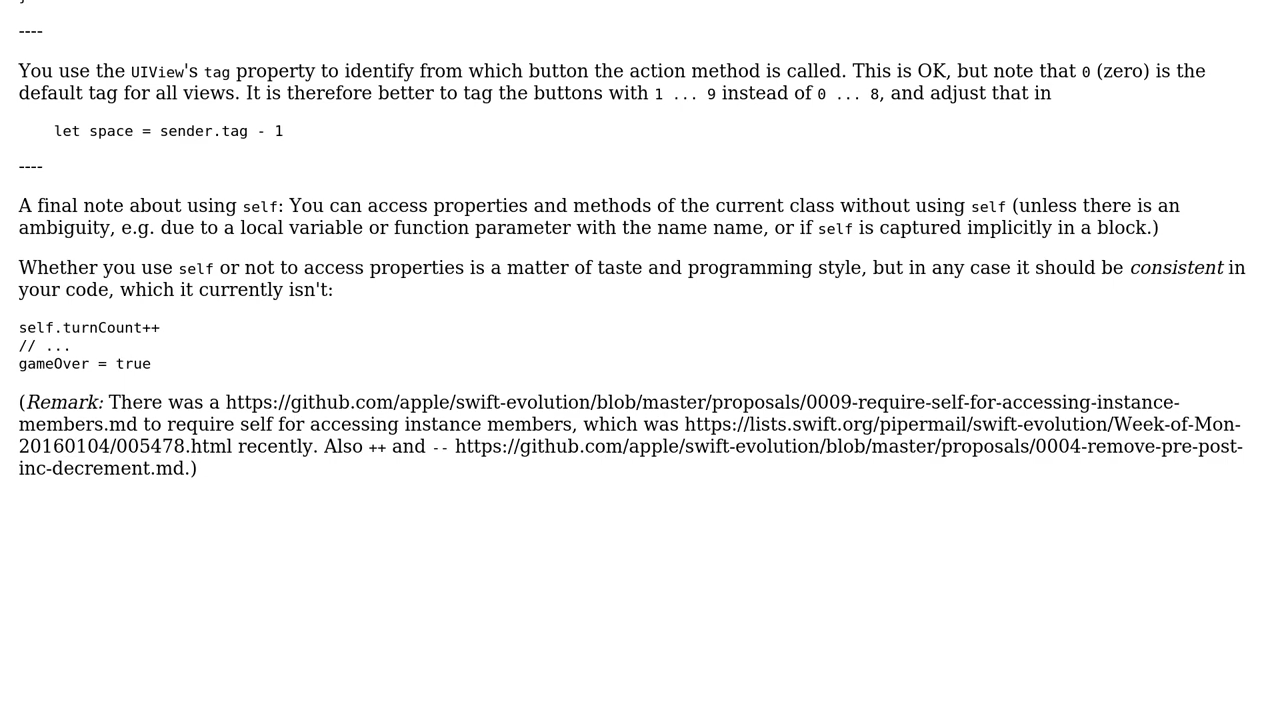 ----
You use the UIView's tag property to identify from which button the action method is called. This is OK, but note that 0 (zero) is the
default tag for all views. It is therefore better to tag the buttons with 1 ... 9 instead of 0 ... 8, and adjust that in
let space = sender.tag - 1
----
A final note about using self: You can access properties and methods of the current class without using self (unless there is an
ambiguity, e.g. due to a local variable or function parameter with the name name, or if self is captured implicitly in a block.)
Whether you use self or not to access properties is a matter of taste and programming style, but in any case it should be consistent in
your code, which it currently isn't:
self.turnCount++
// ...
gameOver = true
(Remark: There was a https://github.com/apple/swift-evolution/blob/master/proposals/0009-require-self-for-accessing-instance-
members.md to require self for accessing instance members, which was https://lists.swift.org/pipermail/swift-evolution/Week-of-Mon-
20160104/005478.html recently. Also ++ and -- https://github.com/apple/swift-evolution/blob/master/proposals/0004-remove-pre-post-
inc-decrement.md.)